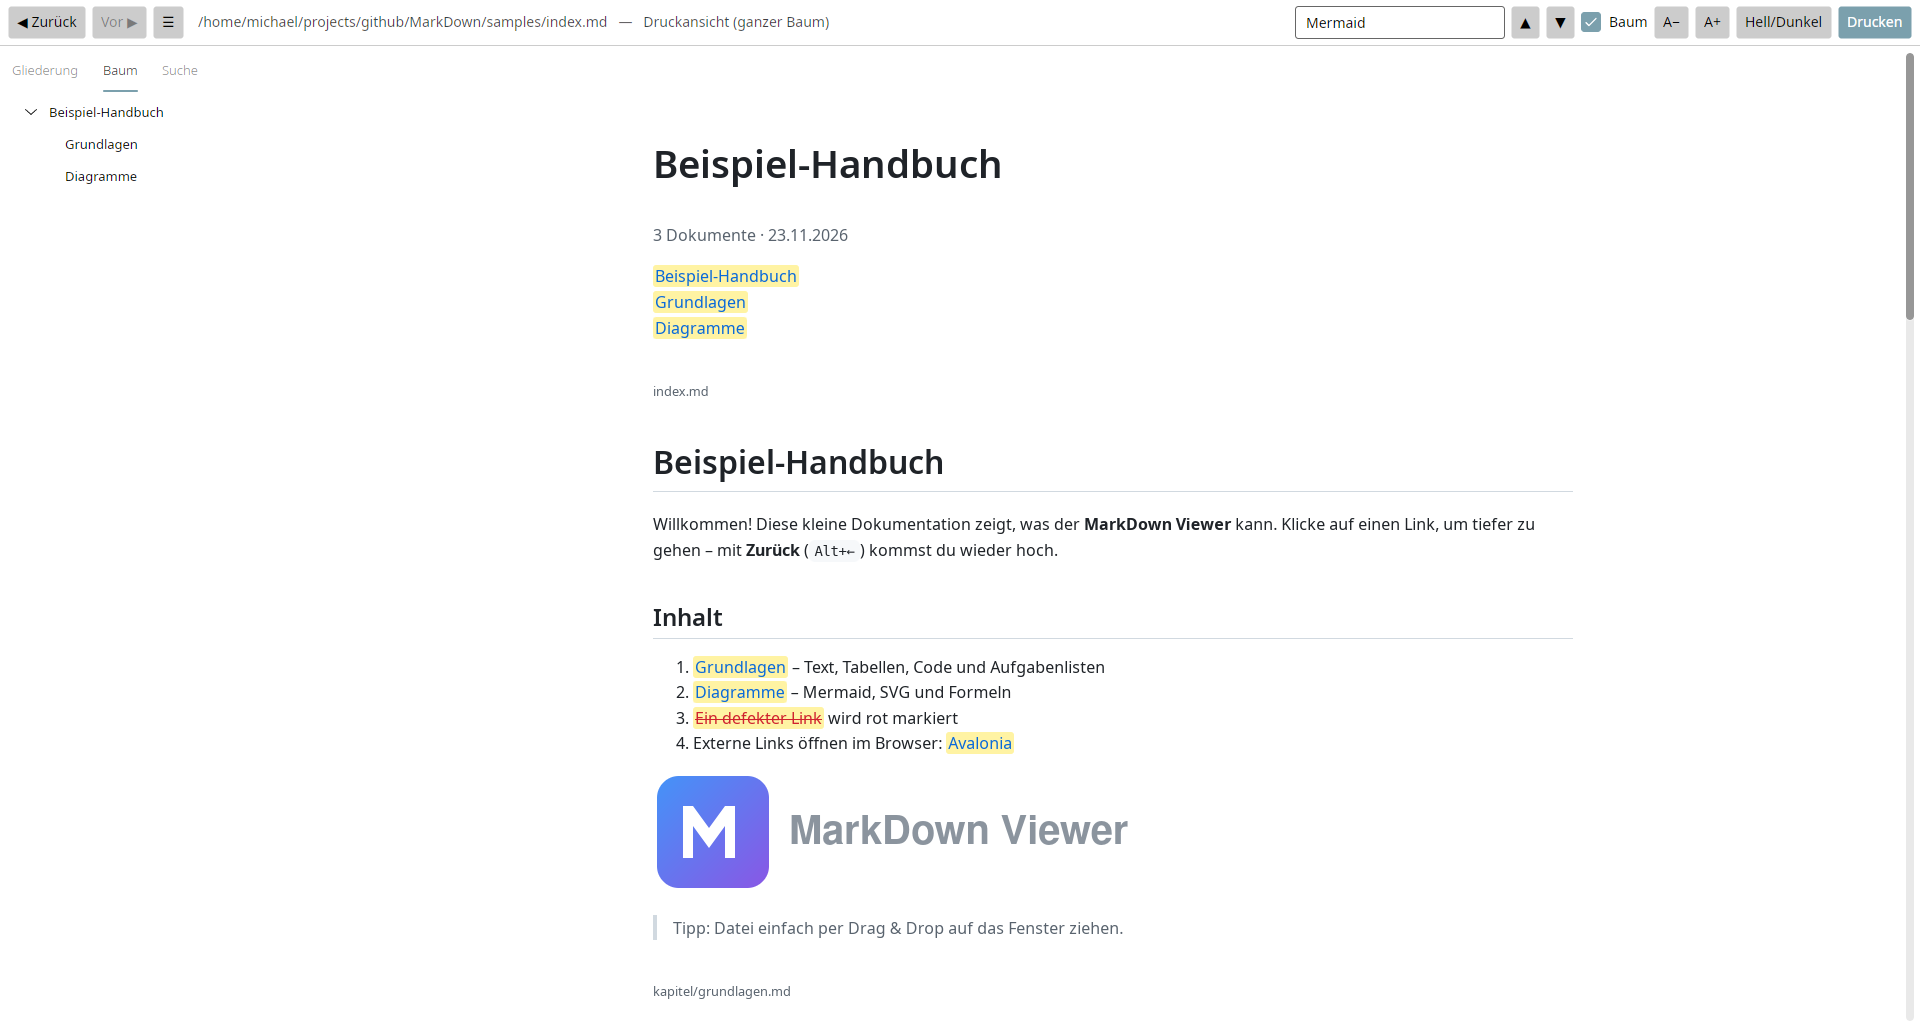 ◀ Zurück Vor ▶ ☰ /home/michael/projects/github/MarkDown/samples/index.md — Druckansicht (ganzer Baum) Mermaid ▲ ▼ Baum A− A+ Hell/Dunkel Drucken
Gliederung Baum Suche
Beispiel-Handbuch
Grundlagen
Diagramme
Beispiel-Handbuch
3 Dokumente · 23.11.2026
Beispiel-Handbuch
Grundlagen
Diagramme
index.md
Beispiel-Handbuch
Willkommen! Diese kleine Dokumentation zeigt, was der MarkDown Viewer kann. Klicke auf einen Link, um tiefer zu
gehen – mit Zurück ( Alt+← ) kommst du wieder hoch.
Inhalt
1. Grundlagen – Text, Tabellen, Code und Aufgabenlisten
2. Diagramme – Mermaid, SVG und Formeln
3. Ein defekter Link wird rot markiert
4. Externe Links öffnen im Browser: Avalonia
M MarkDown Viewer
Tipp: Datei einfach per Drag & Drop auf das Fenster ziehen.
kapitel/grundlagen.md